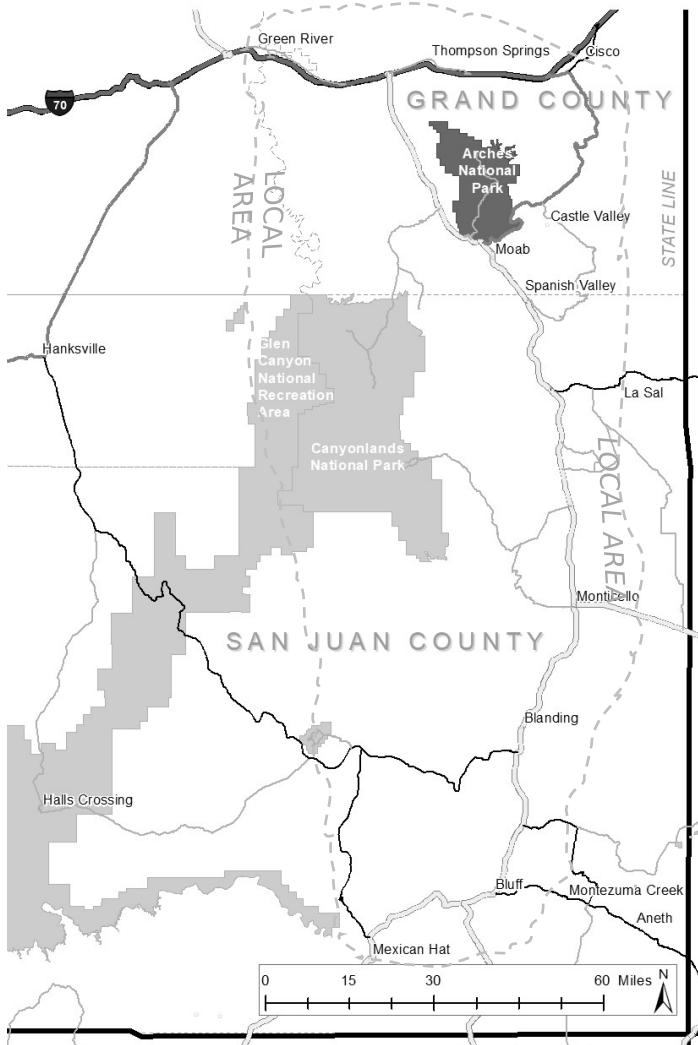 Green River
Thompson Springs
Cisco
70
GRAND COUNTY
Arches
National
Park
LOCAL
AREA
STATE LINE
Castle Valley
Moab
Spanish Valley
Hanksville
Glen
Canyon
National
Recreation
Area
La Sal
Canyonlands
National Park
LOCAL AREA
Monticello
SAN JUAN COUNTY
Blanding
Halls Crossing
Bluff
Montezuma Creek
Aneth
Mexican Hat
0 15 30 60 Miles N